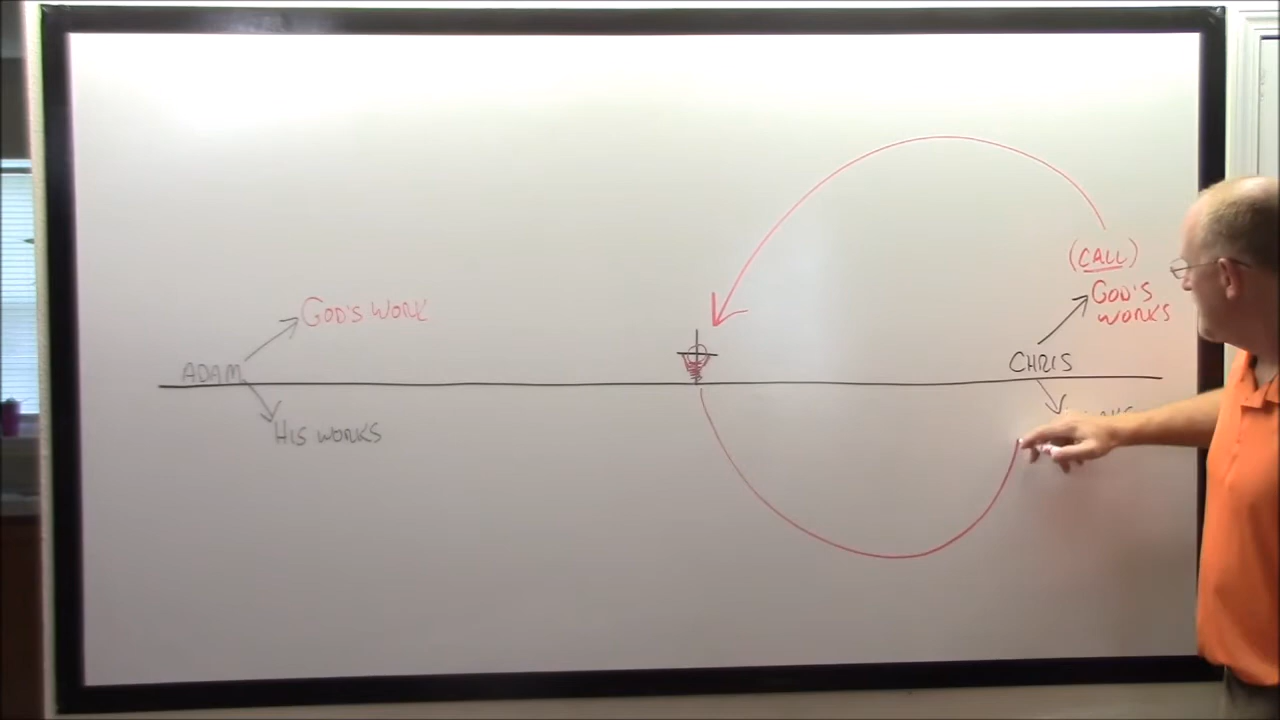 (CALL)
GOD'S
WORKS
GOD'S WORK
CHRIS
ADAM
HIS WORKS